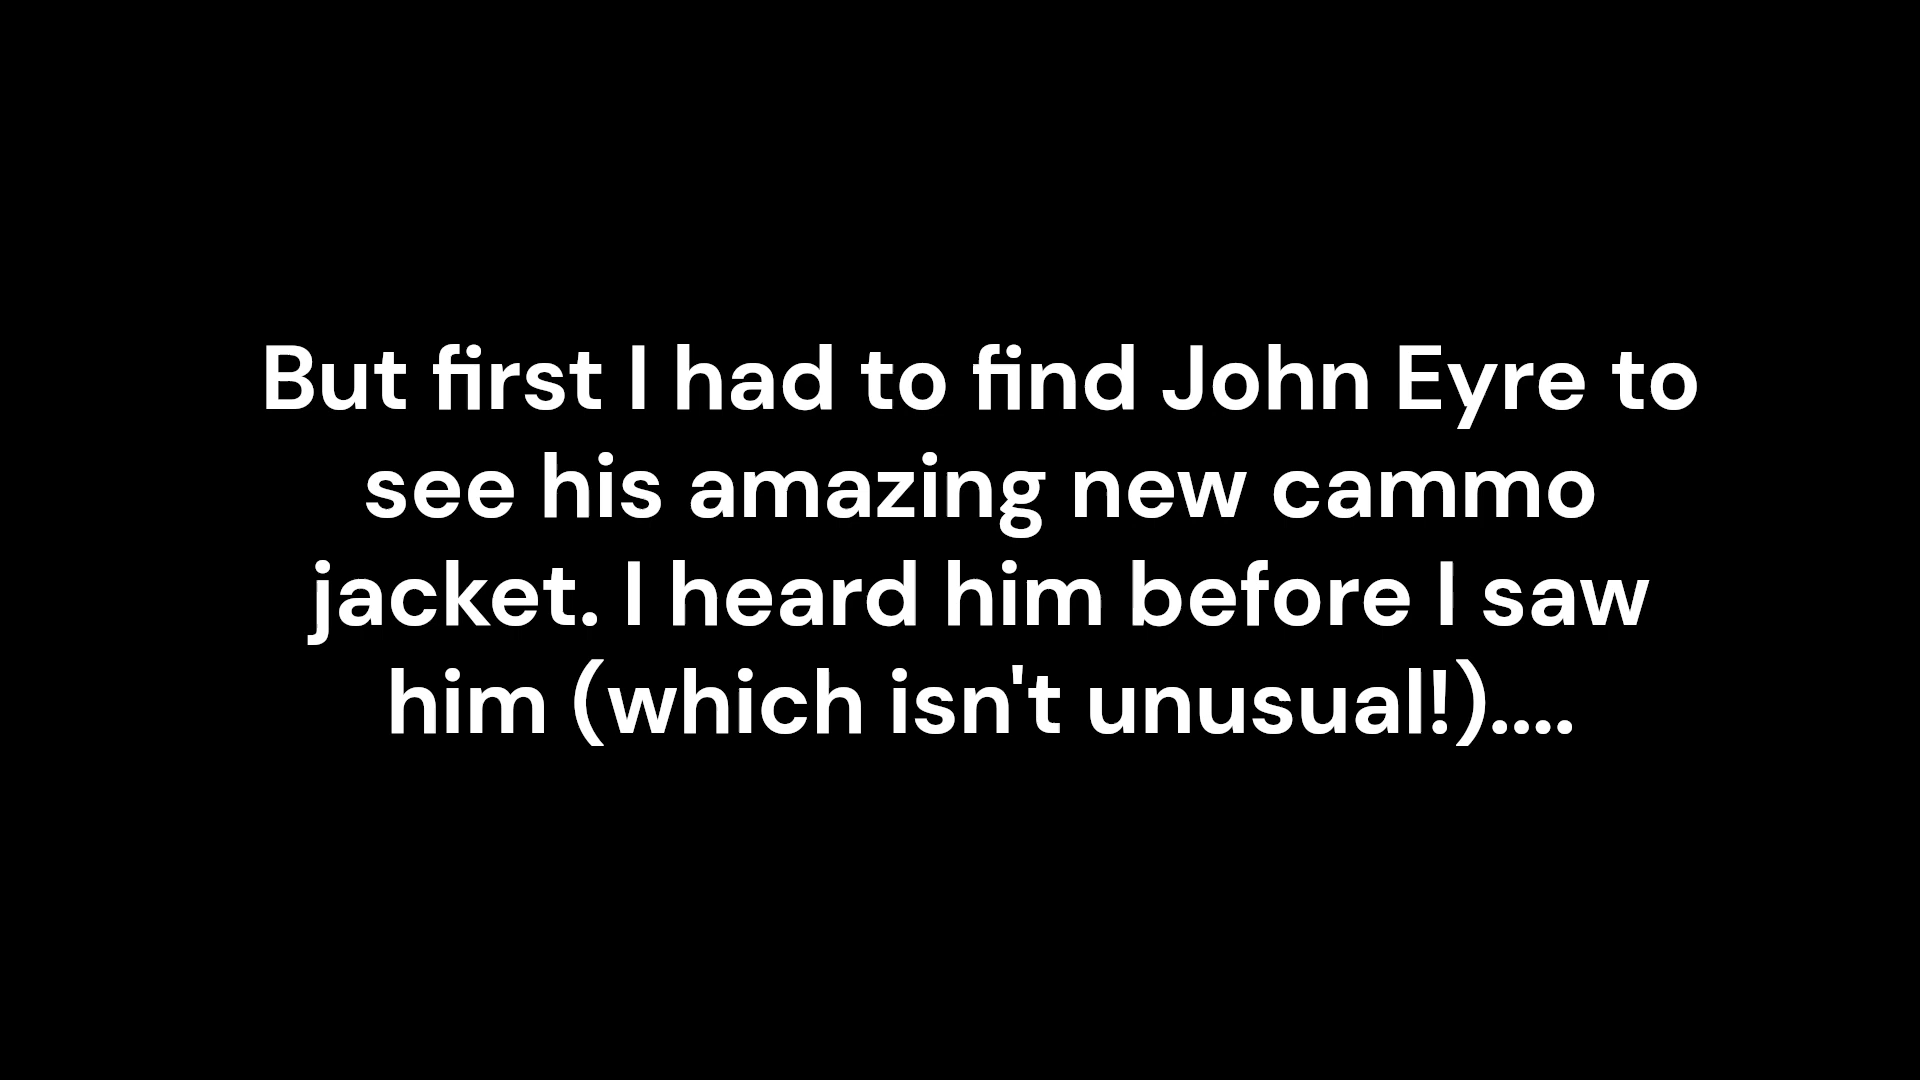 But first I had to find John Eyre to
see his amazing new cammo
jacket. I heard him before I saw
him (which isn't unusual!)....